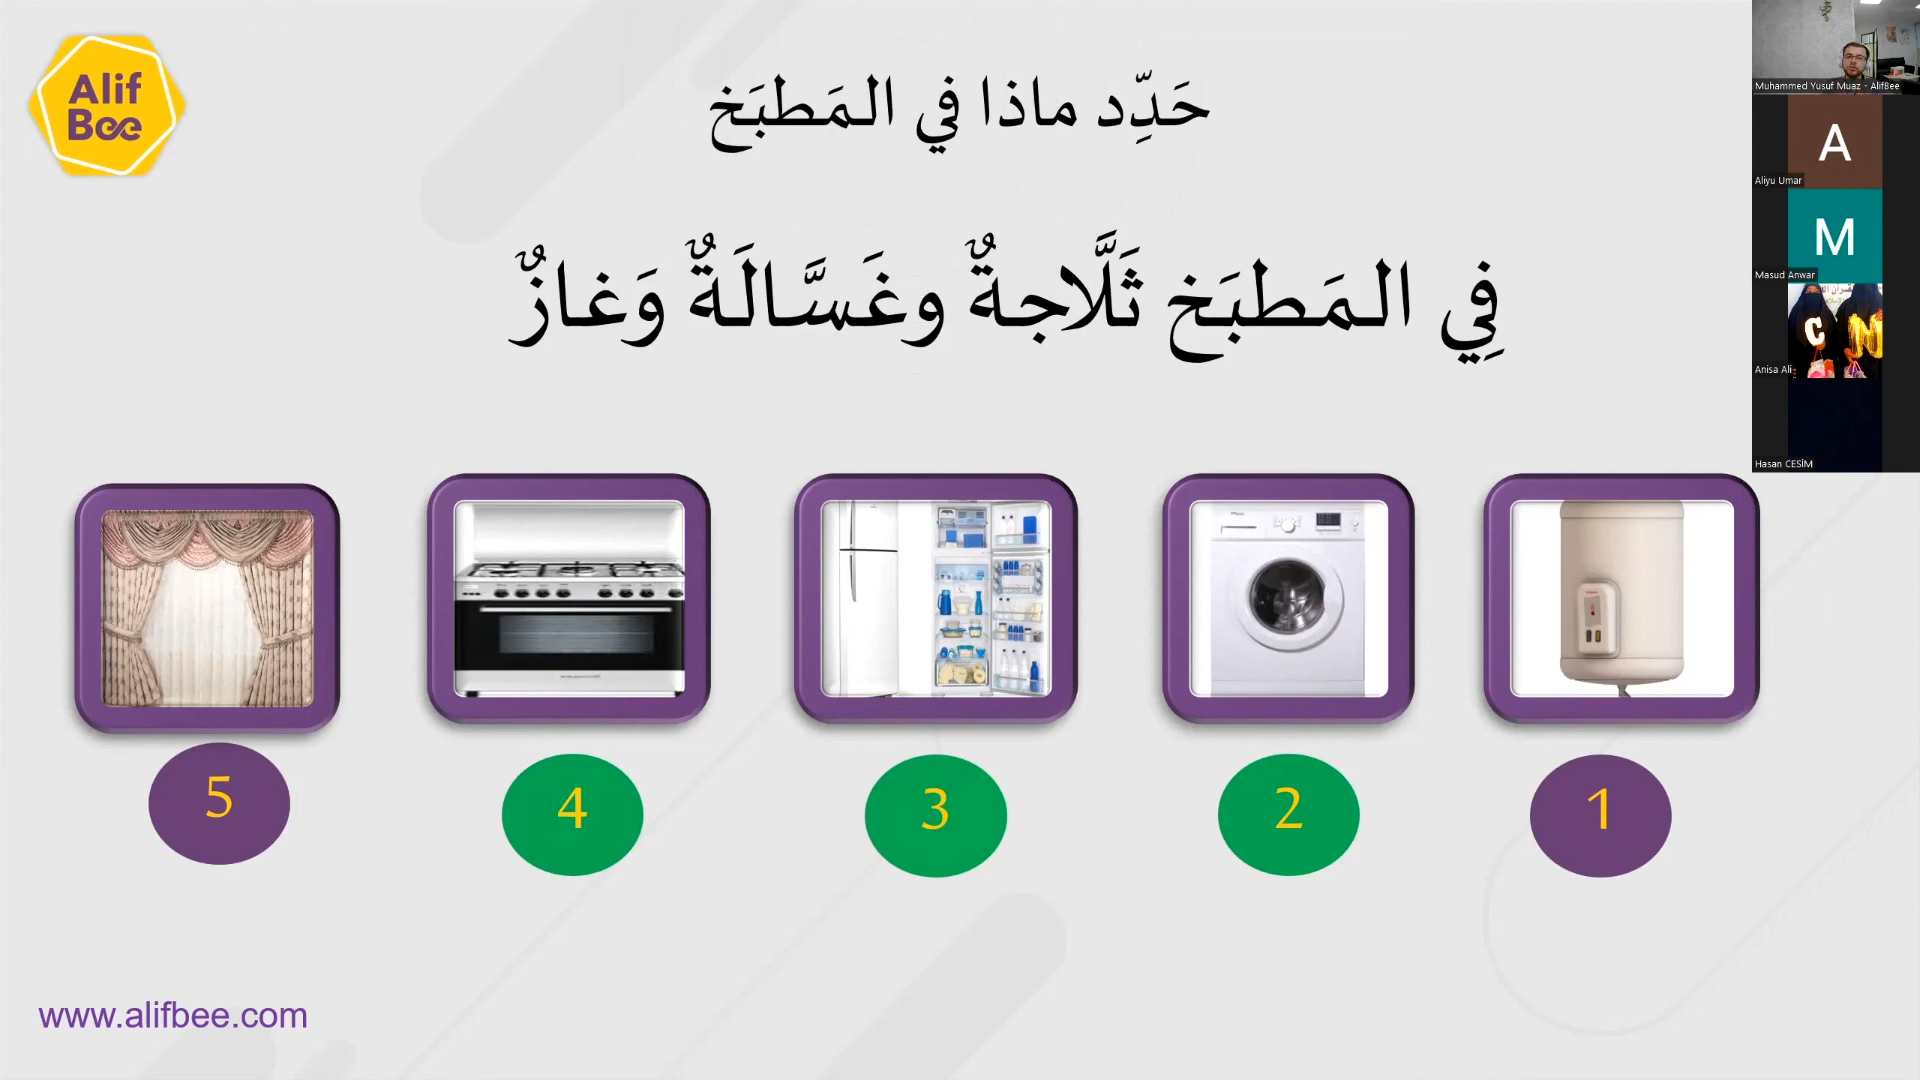 Alif
Bee
حَدِّد ماذا في المَطبَخ
فِي المَطبَخ ثَلَّاجةٌ وغَسَّالَةٌ وَغازٌ
5
4
3
2
1
www.alifbee.com
Muhammed Yusuf Muaz - AlifBee
A
Aliyu Umar
M
Masud Anwar
C
N
Anisa Ali
Hasan CESİM